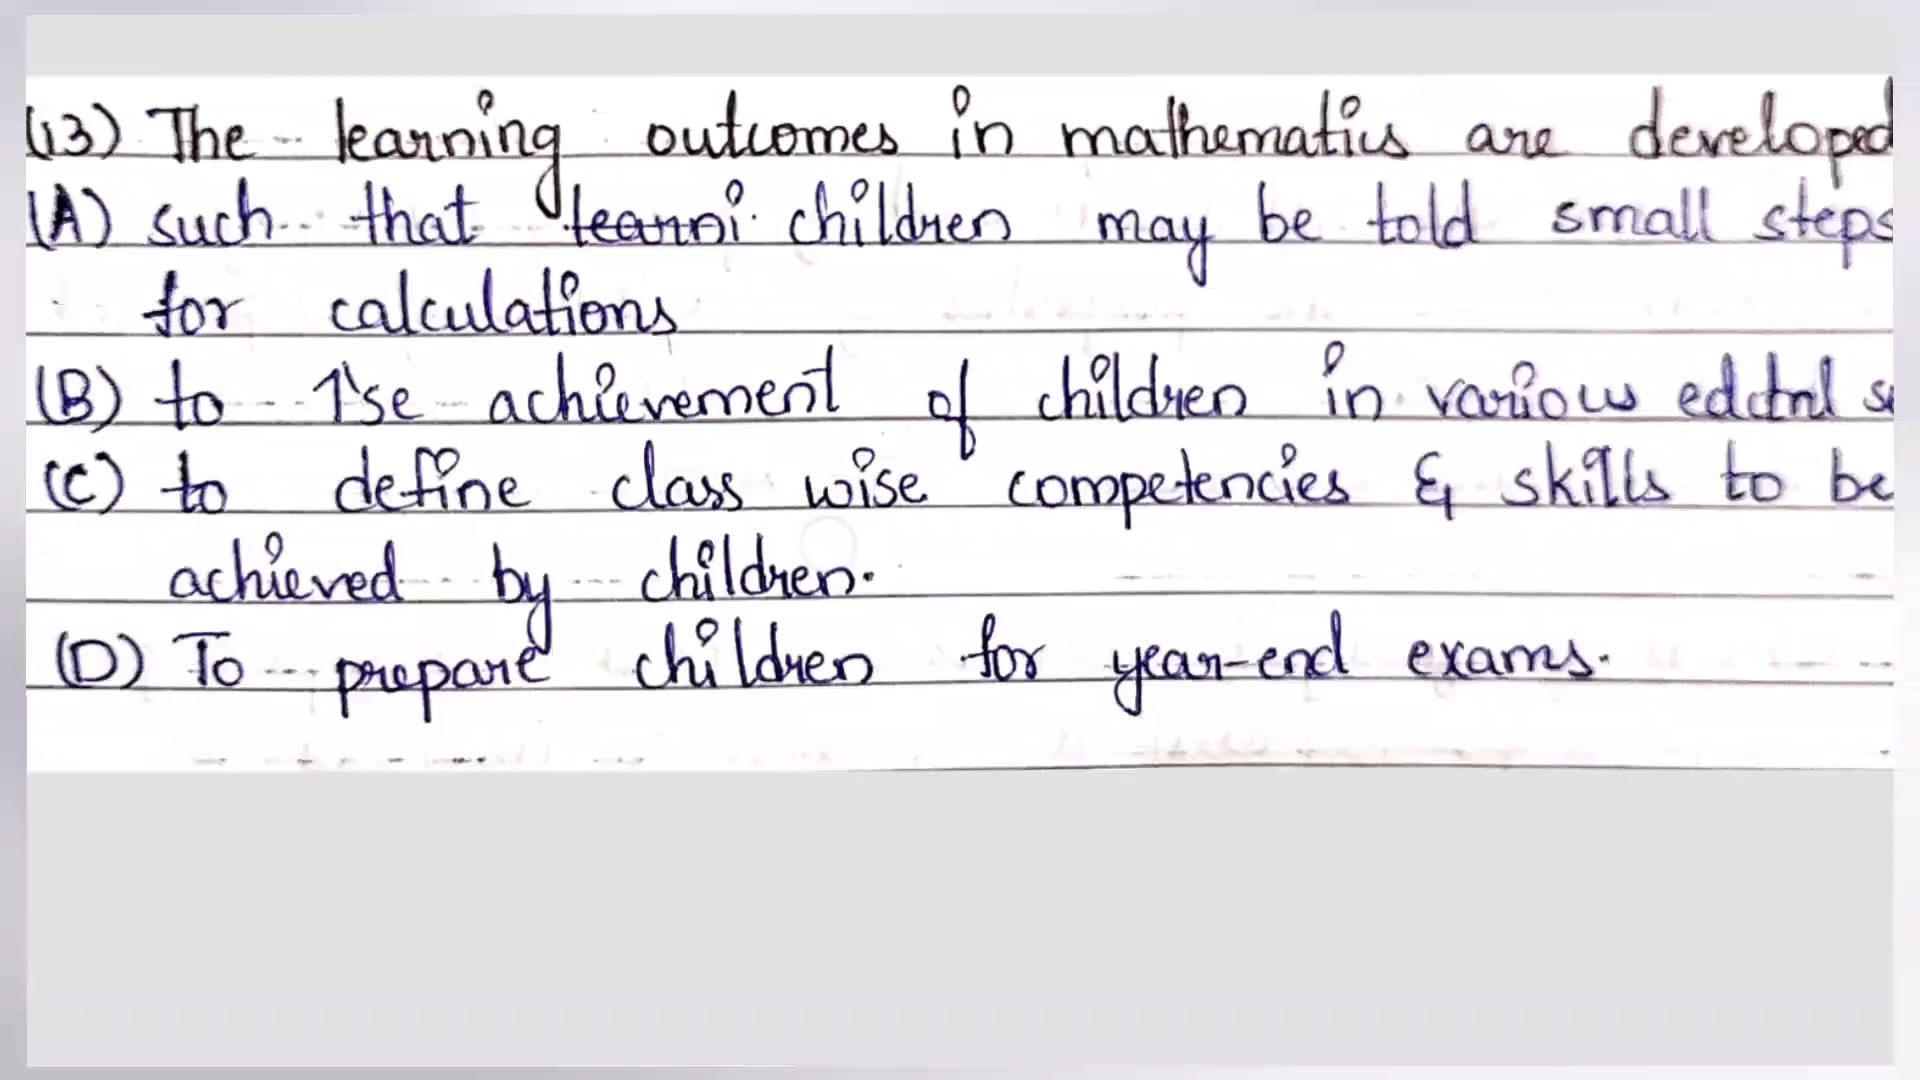 (13) The learning outcomes in mathematics are developed
(A) such that children may be told small steps
for calculations
(B) to ↑se achievement of children in various edctnl
(C) to define class wise competencies & skills to be
achieved by children.
(D) To prepare children for year-end exams.